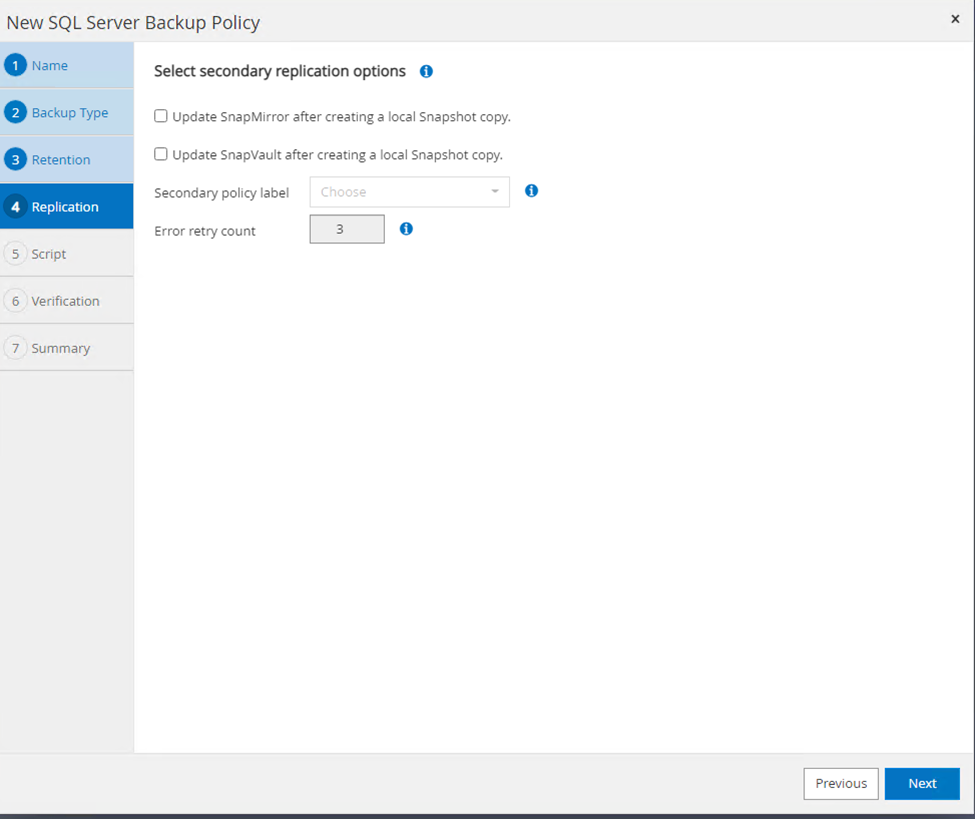 New SQL Server Backup Policy
×
1 Name
2 Backup Type
3 Retention
4 Replication
5 Script
6 Verification
7 Summary
Select secondary replication options i
Update SnapMirror after creating a local Snapshot copy.
Update SnapVault after creating a local Snapshot copy.
Secondary policy label Choose i
Error retry count 3 i
Previous Next